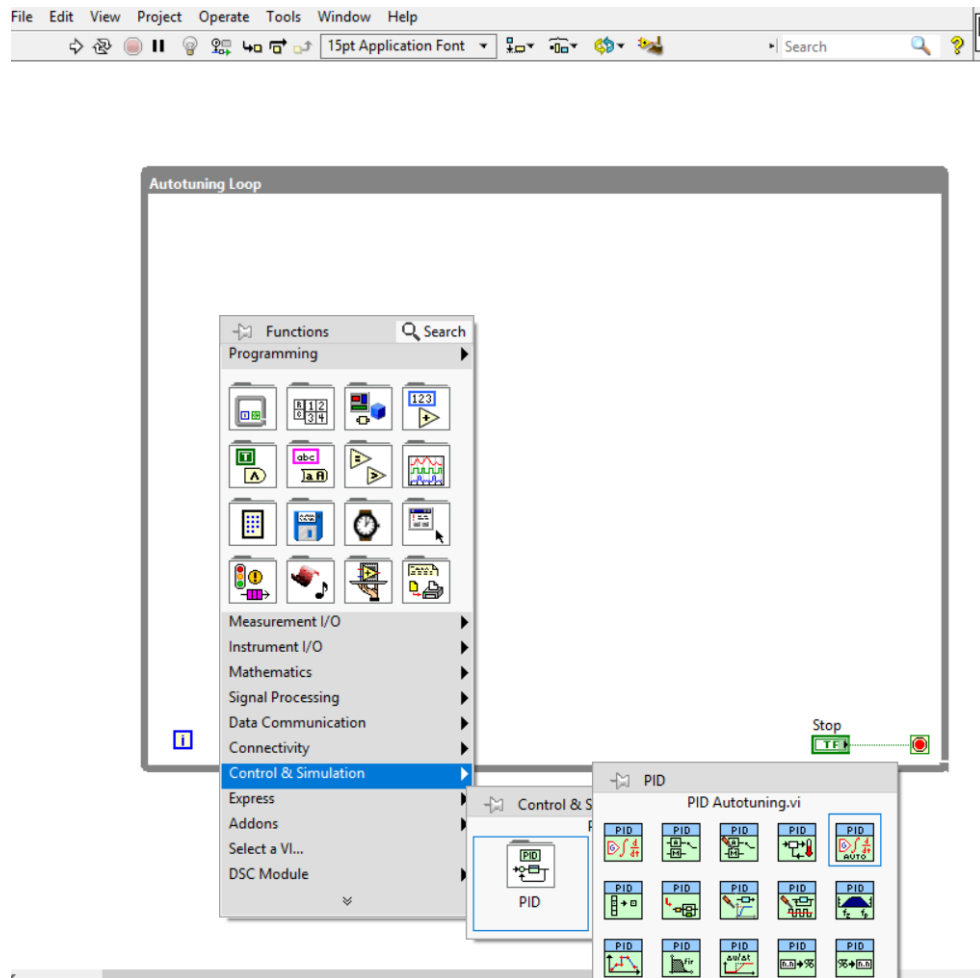 File Edit View Project Operate Tools Window Help
15pt Application Font
Search
Autotuning Loop
Functions
Search
Programming
Measurement I/O
Instrument I/O
Mathematics
Signal Processing
Data Communication
Connectivity
Control & Simulation
Express
Addons
Select a VI...
DSC Module
Stop
TF
i
Control & S
PID
PID
PID
PID Autotuning.vi
PID PID PID PID PID
AUTO
PID PID PID PID PID
PID PID PID PID PID